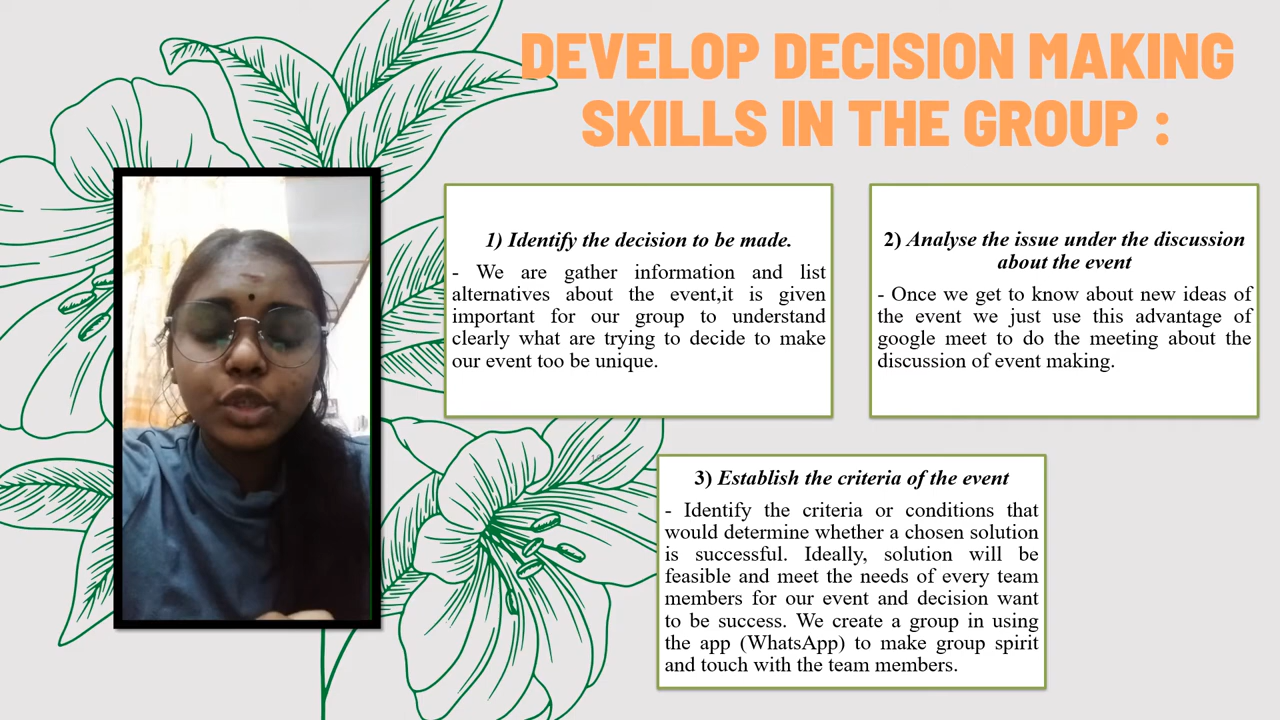 DEVELOP DECISION MAKING
SKILLS IN THE GROUP :
1) Identify the decision to be made.
- We are gather information and list
alternatives about the event,it is given
important for our group to understand
clearly what are trying to decide to make
our event too be unique.
2) Analyse the issue under the discussion
about the event
- Once we get to know about new ideas of
the event we just use this advantage of
google meet to do the meeting about the
discussion of event making.
3) Establish the criteria of the event
- Identify the criteria or conditions that
would determine whether a chosen solution
is successful. Ideally, solution will be
feasible and meet the needs of every team
members for our event and decision want
to be success. We create a group in using
the app (WhatsApp) to make group spirit
and touch with the team members.